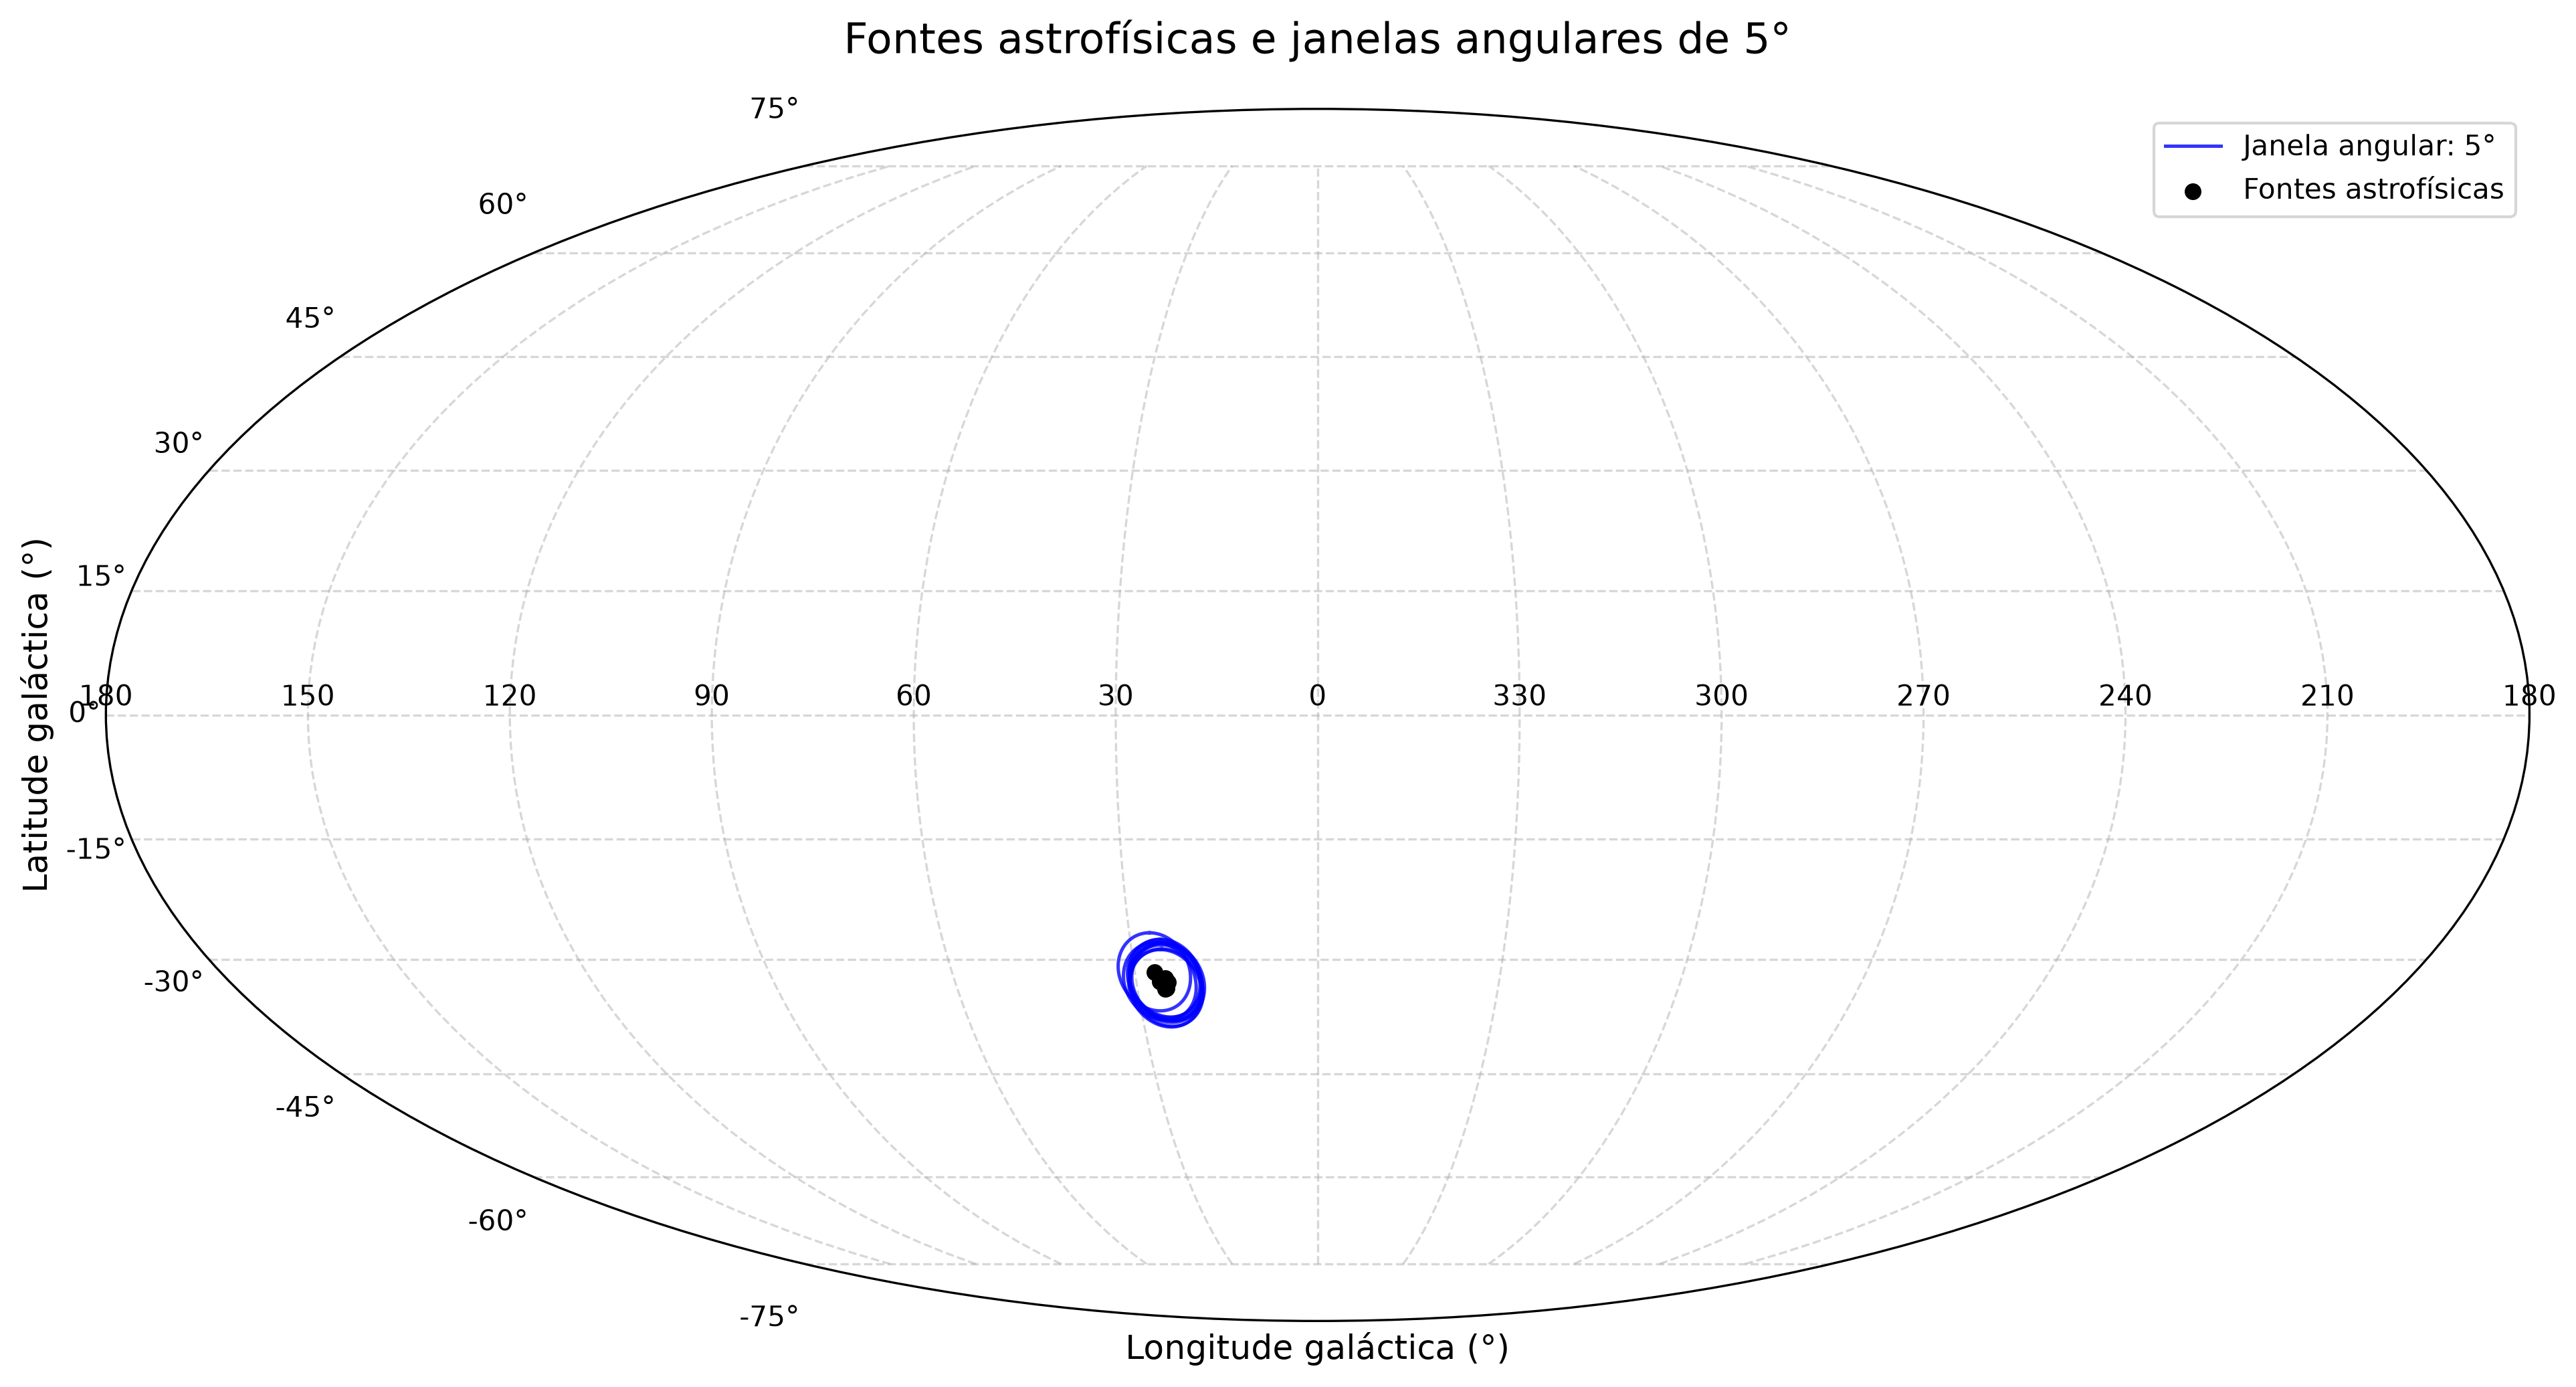 Fontes astrofísicas e janelas angulares de 5°
Janela angular: 5°
Fontes astrofísicas
75°
60°
45°
30°
15°
0°
-15°
-30°
-45°
-60°
-75°
180 150 120 90 60 30 0 330 300 270 240 210 180
Latitude galáctica (°)
Longitude galáctica (°)